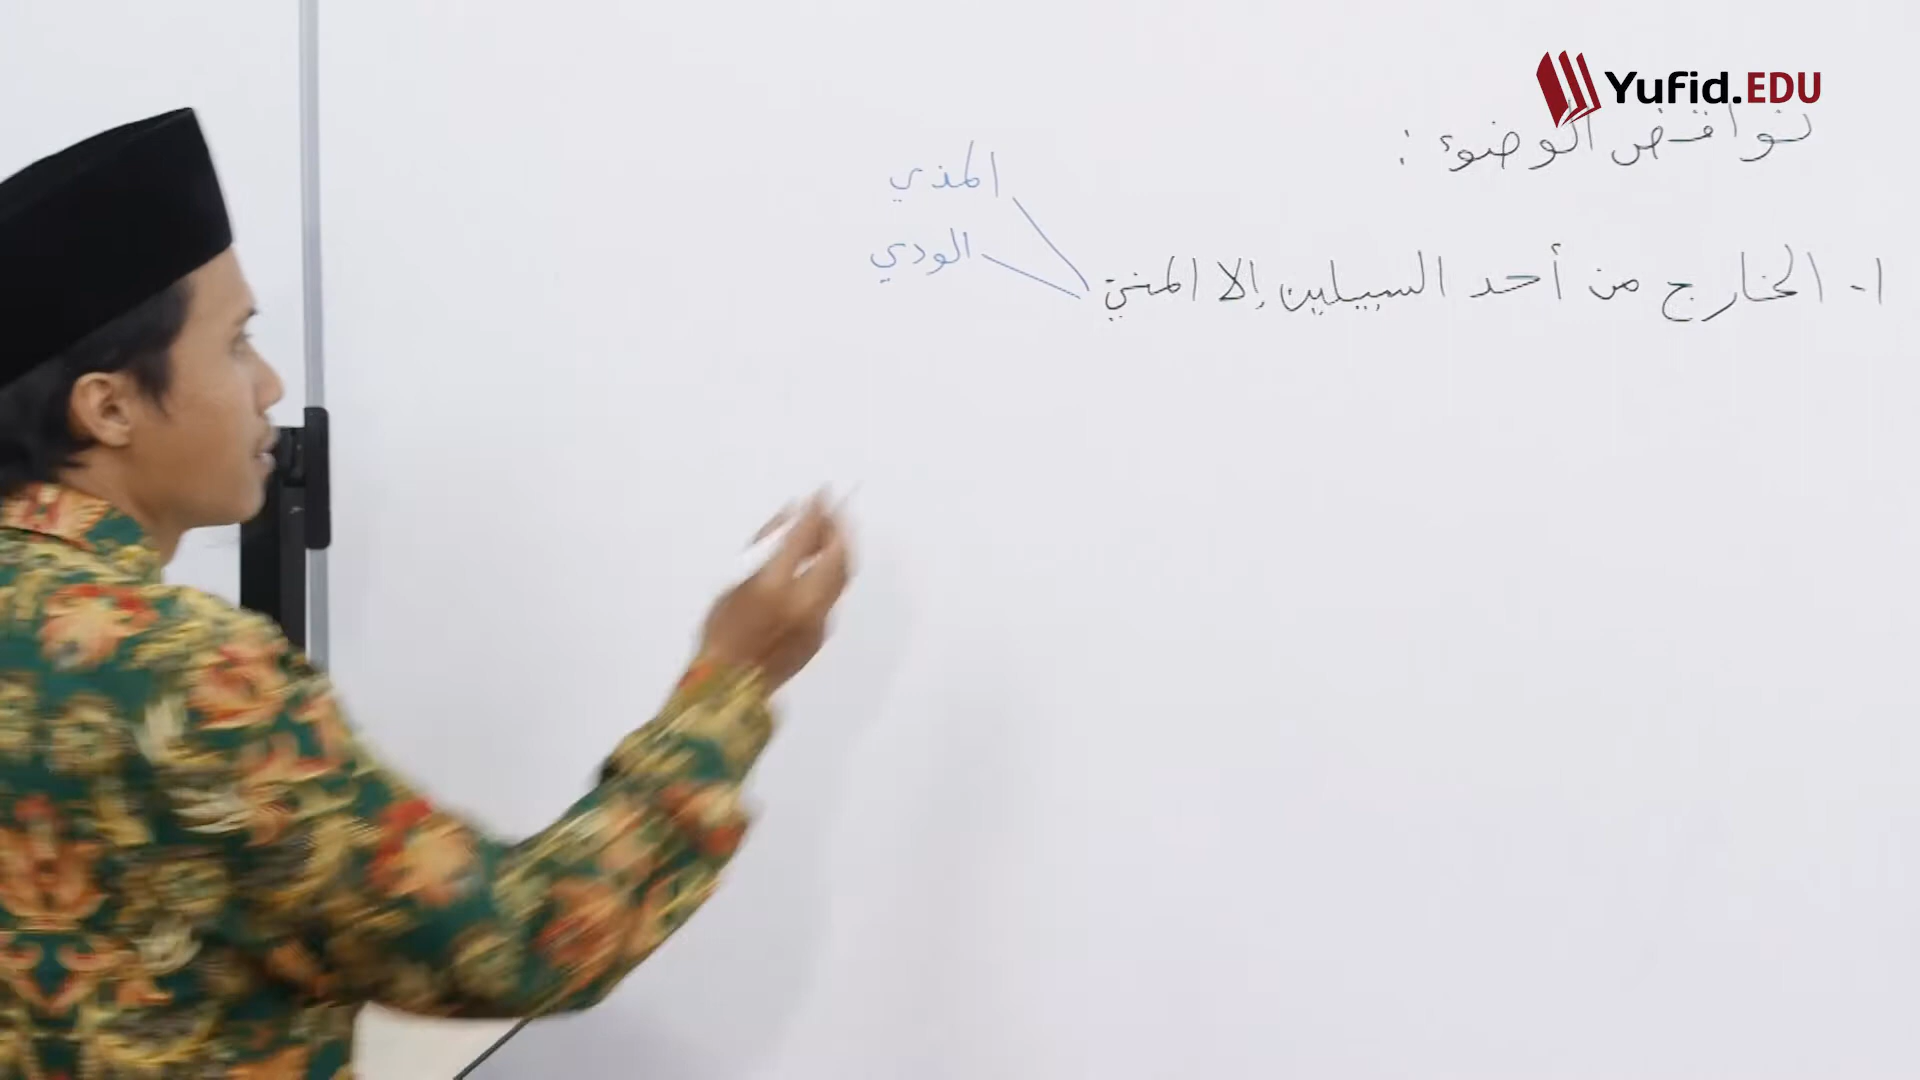 Yufid.EDU
نواقض الوضوء :
١- الخارج من أحد السبيلين إلا المني
المذي
الودي